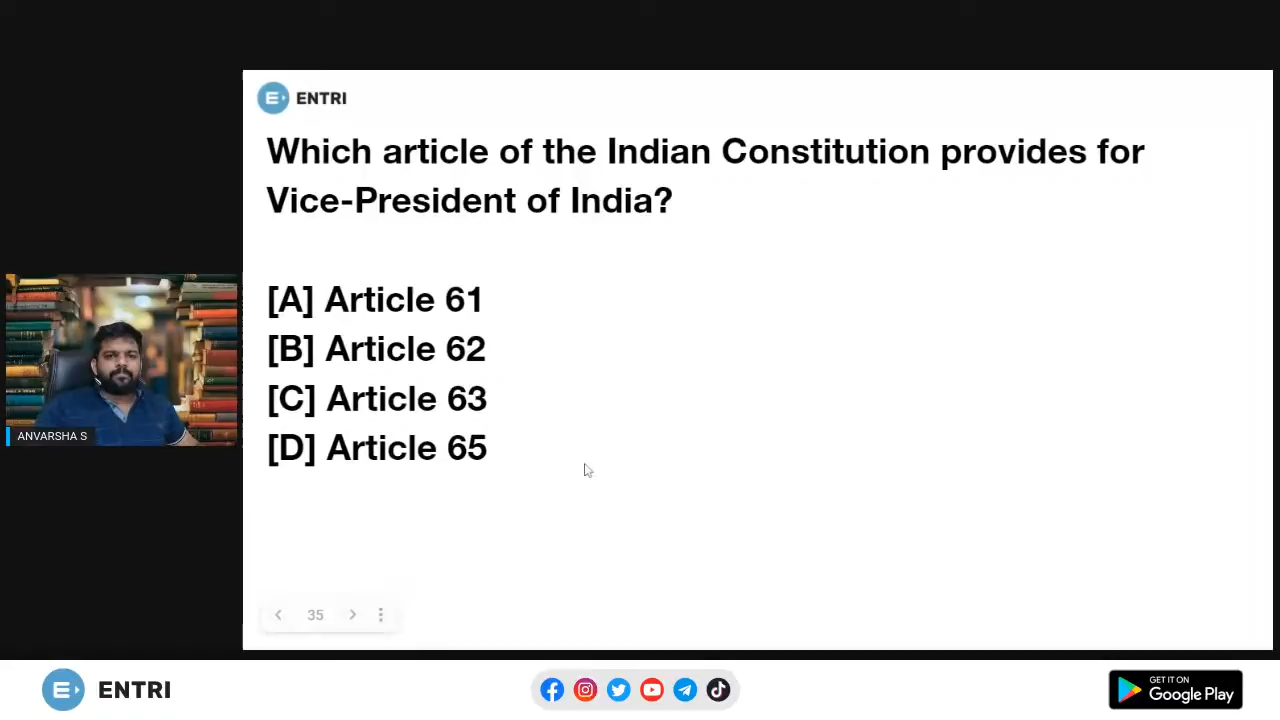 ENTRI
Which article of the Indian Constitution provides for
Vice-President of India?
[A] Article 61
[B] Article 62
[C] Article 63
[D] Article 65
ANVARSHA S
35
ENTRI
GET IT ON
Google Play